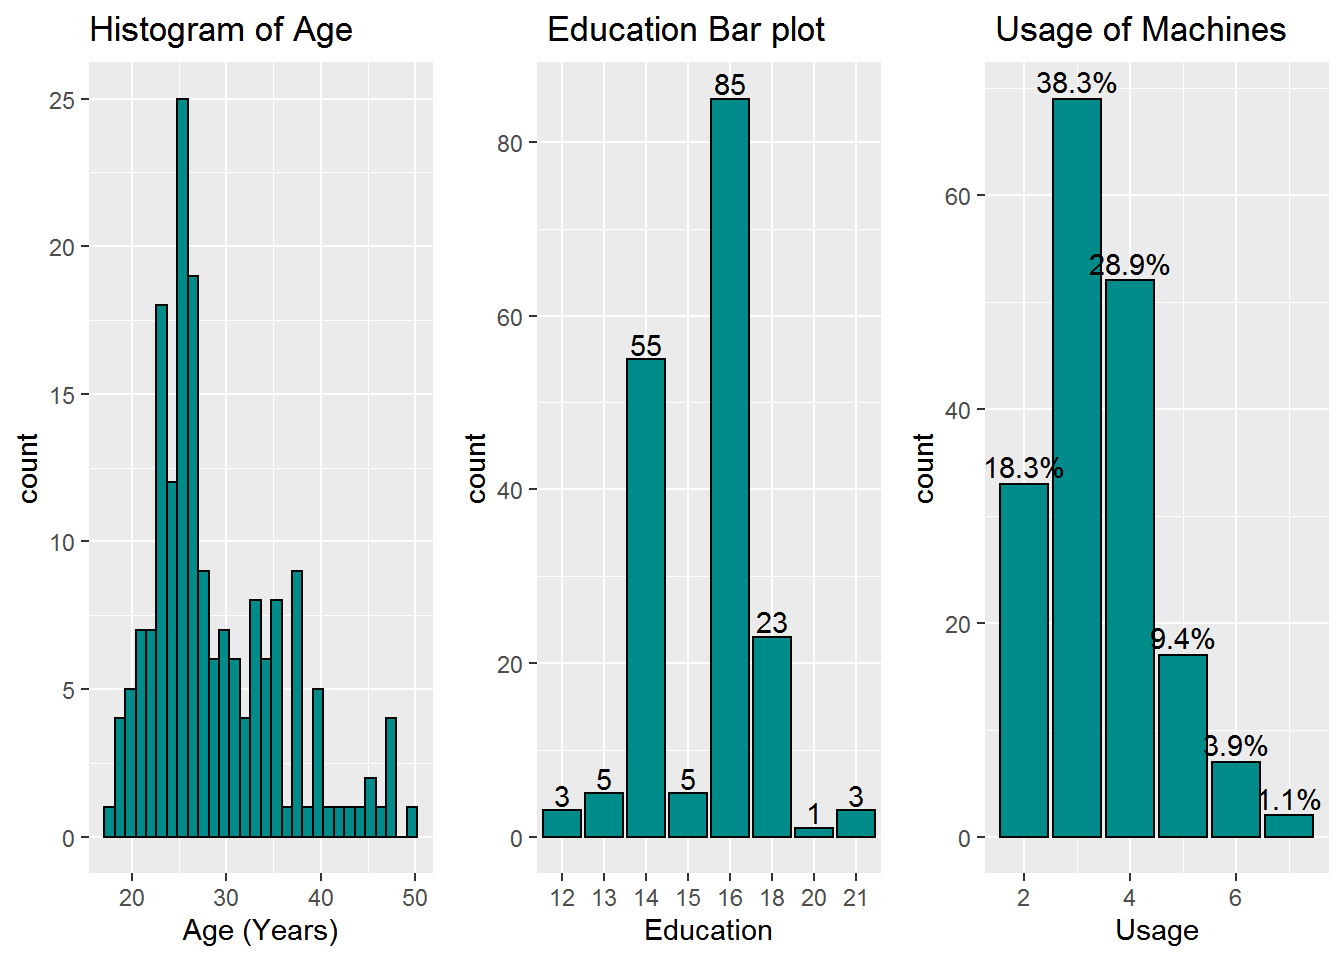 Histogram of Age
25
20
15
10
5
0
count
20 30 40 50
Age (Years)
Education Bar plot
80
60
40
20
0
count
3
5
55
5
85
23
1
3
12 13 14 15 16 18 20 21
Education
Usage of Machines
60
40
20
0
count
18.3%
38.3%
28.9%
9.4%
3.9%
1.1%
2 4 6
Usage